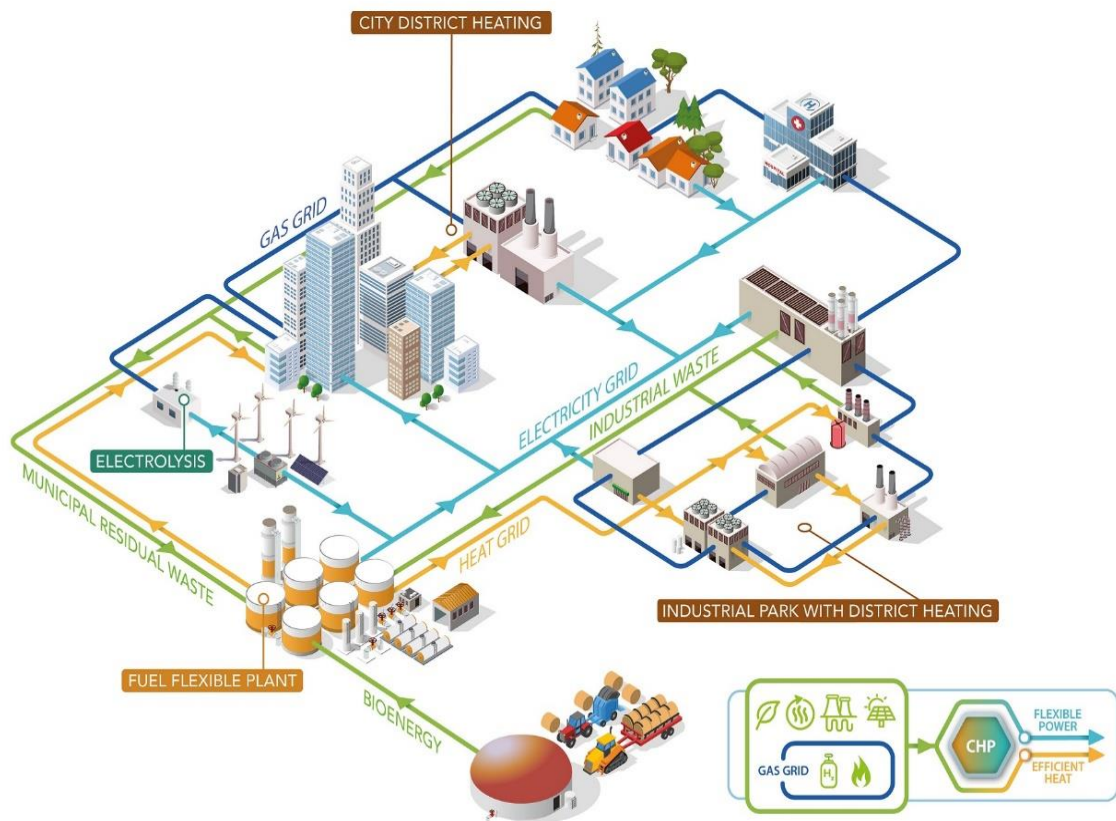 CITY DISTRICT HEATING
GAS GRID
H
HOSPITAL
ELECTRICITY GRID
INDUSTRIAL WASTE
ELECTROLYSIS
MUNICIPAL RESIDUAL WASTE
HEAT GRID
INDUSTRIAL PARK WITH DISTRICT HEATING
FUEL FLEXIBLE PLANT
BIOENERGY
GAS GRID
H₂
CHP
FLEXIBLE
POWER
EFFICIENT
HEAT